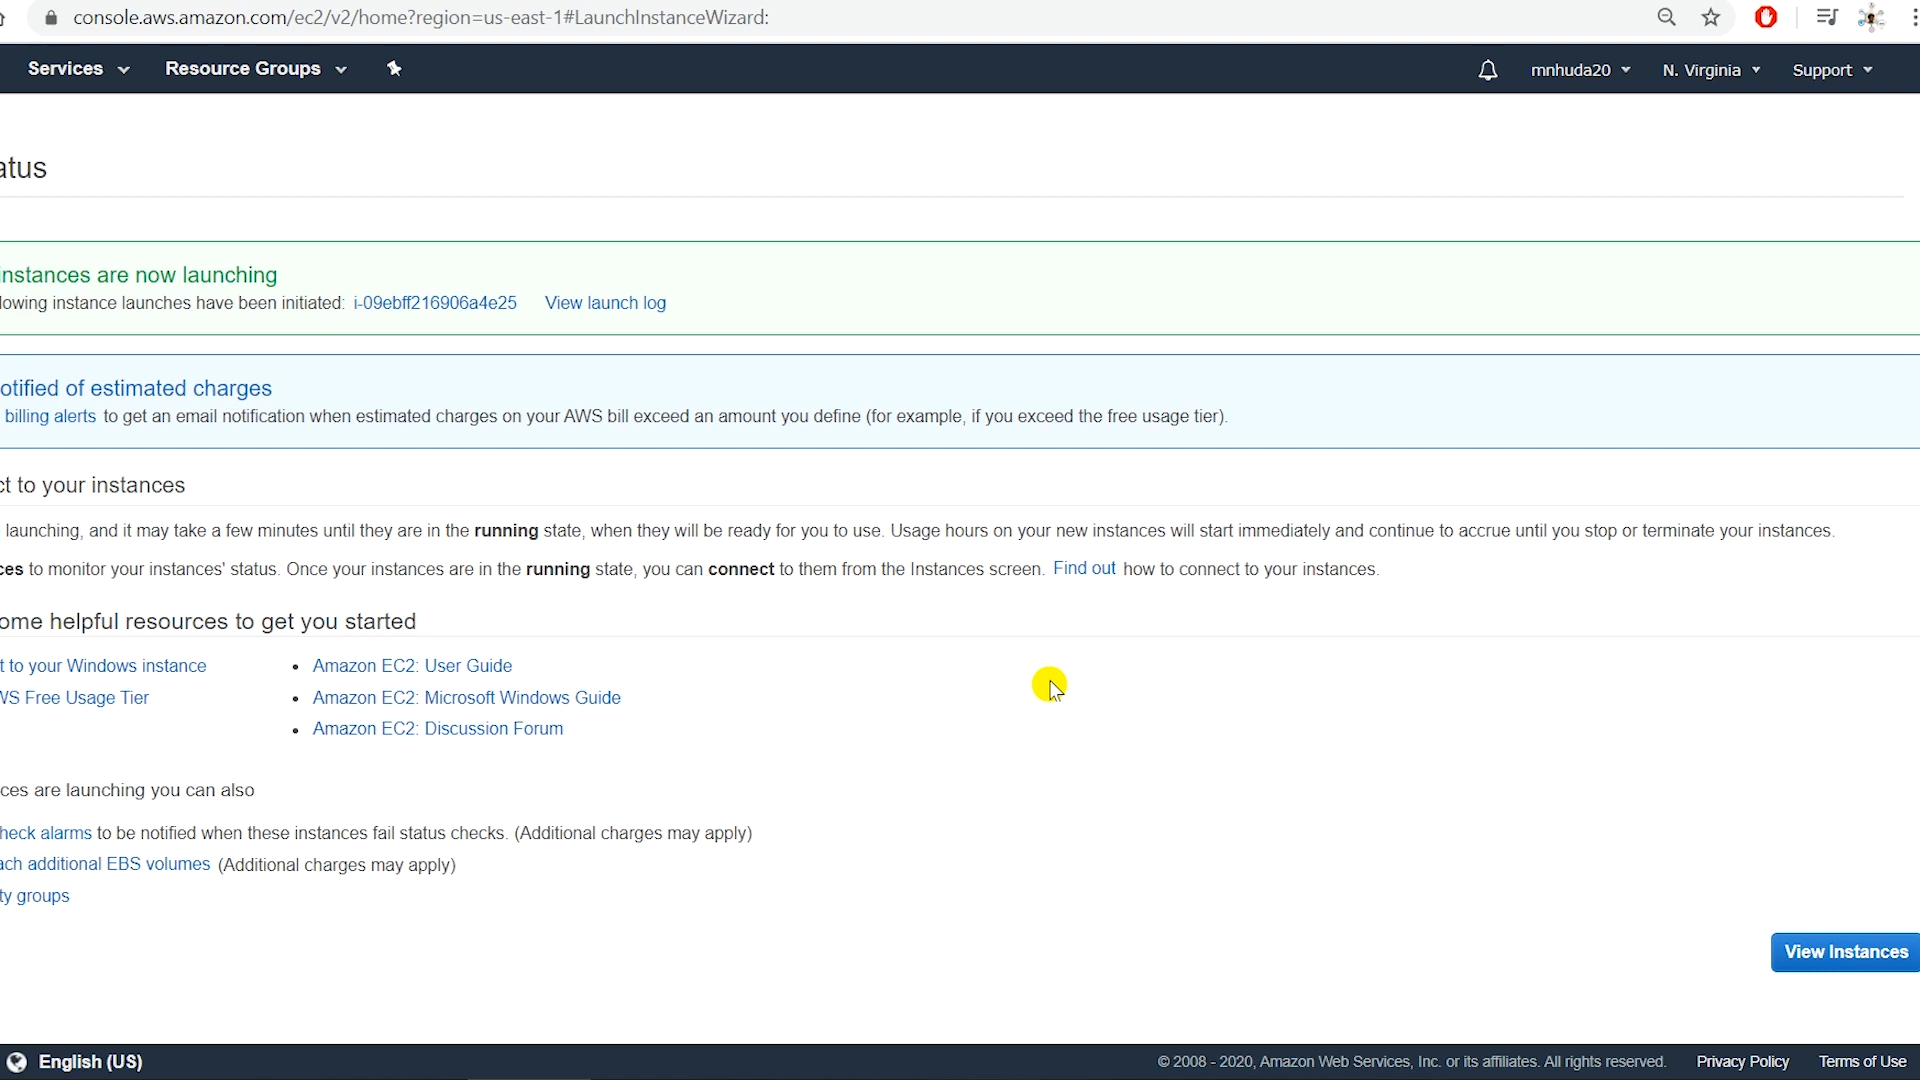 console.aws.amazon.com/ec2/v2/home?region=us-east-1#LaunchInstanceWizard:
Services Resource Groups mnhuda20 N. Virginia Support
atus
instances are now launching
lowing instance launches have been initiated: i-09ebff216906a4e25 View launch log
otified of estimated charges
billing alerts to get an email notification when estimated charges on your AWS bill exceed an amount you define (for example, if you exceed the free usage tier).
ct to your instances
launching, and it may take a few minutes until they are in the running state, when they will be ready for you to use. Usage hours on your new instances will start immediately and continue to accrue until you stop or terminate your instances.
ces to monitor your instances' status. Once your instances are in the running state, you can connect to them from the Instances screen. Find out how to connect to your instances.
ome helpful resources to get you started
t to your Windows instance
WS Free Usage Tier
• Amazon EC2: User Guide
• Amazon EC2: Microsoft Windows Guide
• Amazon EC2: Discussion Forum
ces are launching you can also
heck alarms to be notified when these instances fail status checks. (Additional charges may apply)
ach additional EBS volumes (Additional charges may apply)
ty groups
View Instances
English (US) © 2008 - 2020, Amazon Web Services, Inc. or its affiliates. All rights reserved. Privacy Policy Terms of Use